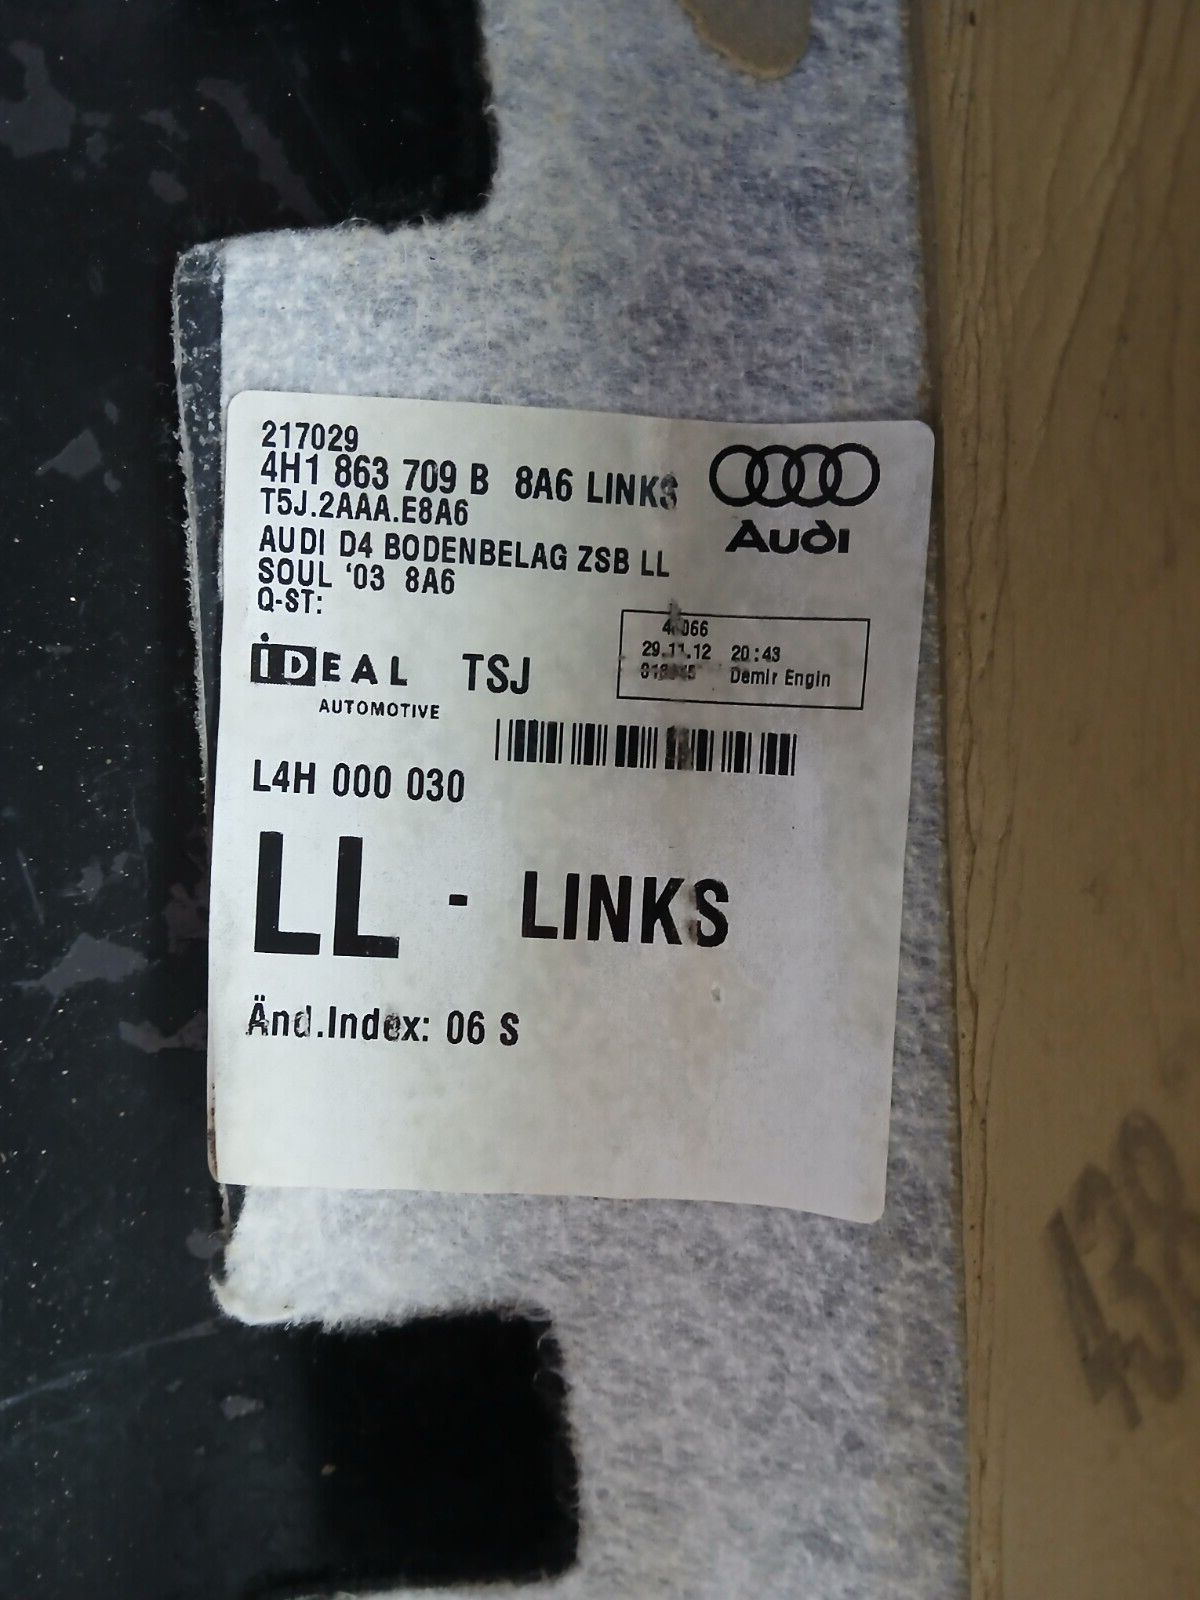 217029
4H1 863 709 B 8A6 LINKS
T5J.2AAA.E8A6
AUDI D4 BODENBELAG ZSB LL
SOUL '03 8A6
Q-ST:
Audi
29.11.12 20:43
Demir Engin
iDEAL TSJ
AUTOMOTIVE
L4H 000 030
LL - LINKS
Änd.Index: 06 S
438